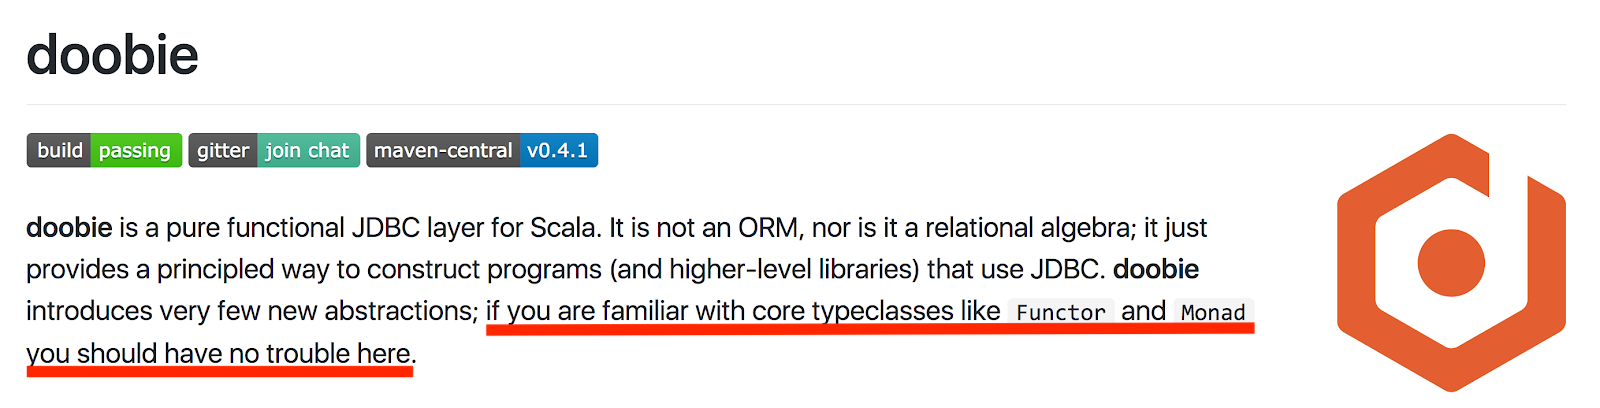 doobie
build passing gitter join chat maven-central v0.4.1
doobie is a pure functional JDBC layer for Scala. It is not an ORM, nor is it a relational algebra; it just
provides a principled way to construct programs (and higher-level libraries) that use JDBC. doobie
introduces very few new abstractions; if you are familiar with core typeclasses like Functor and Monad
you should have no trouble here.